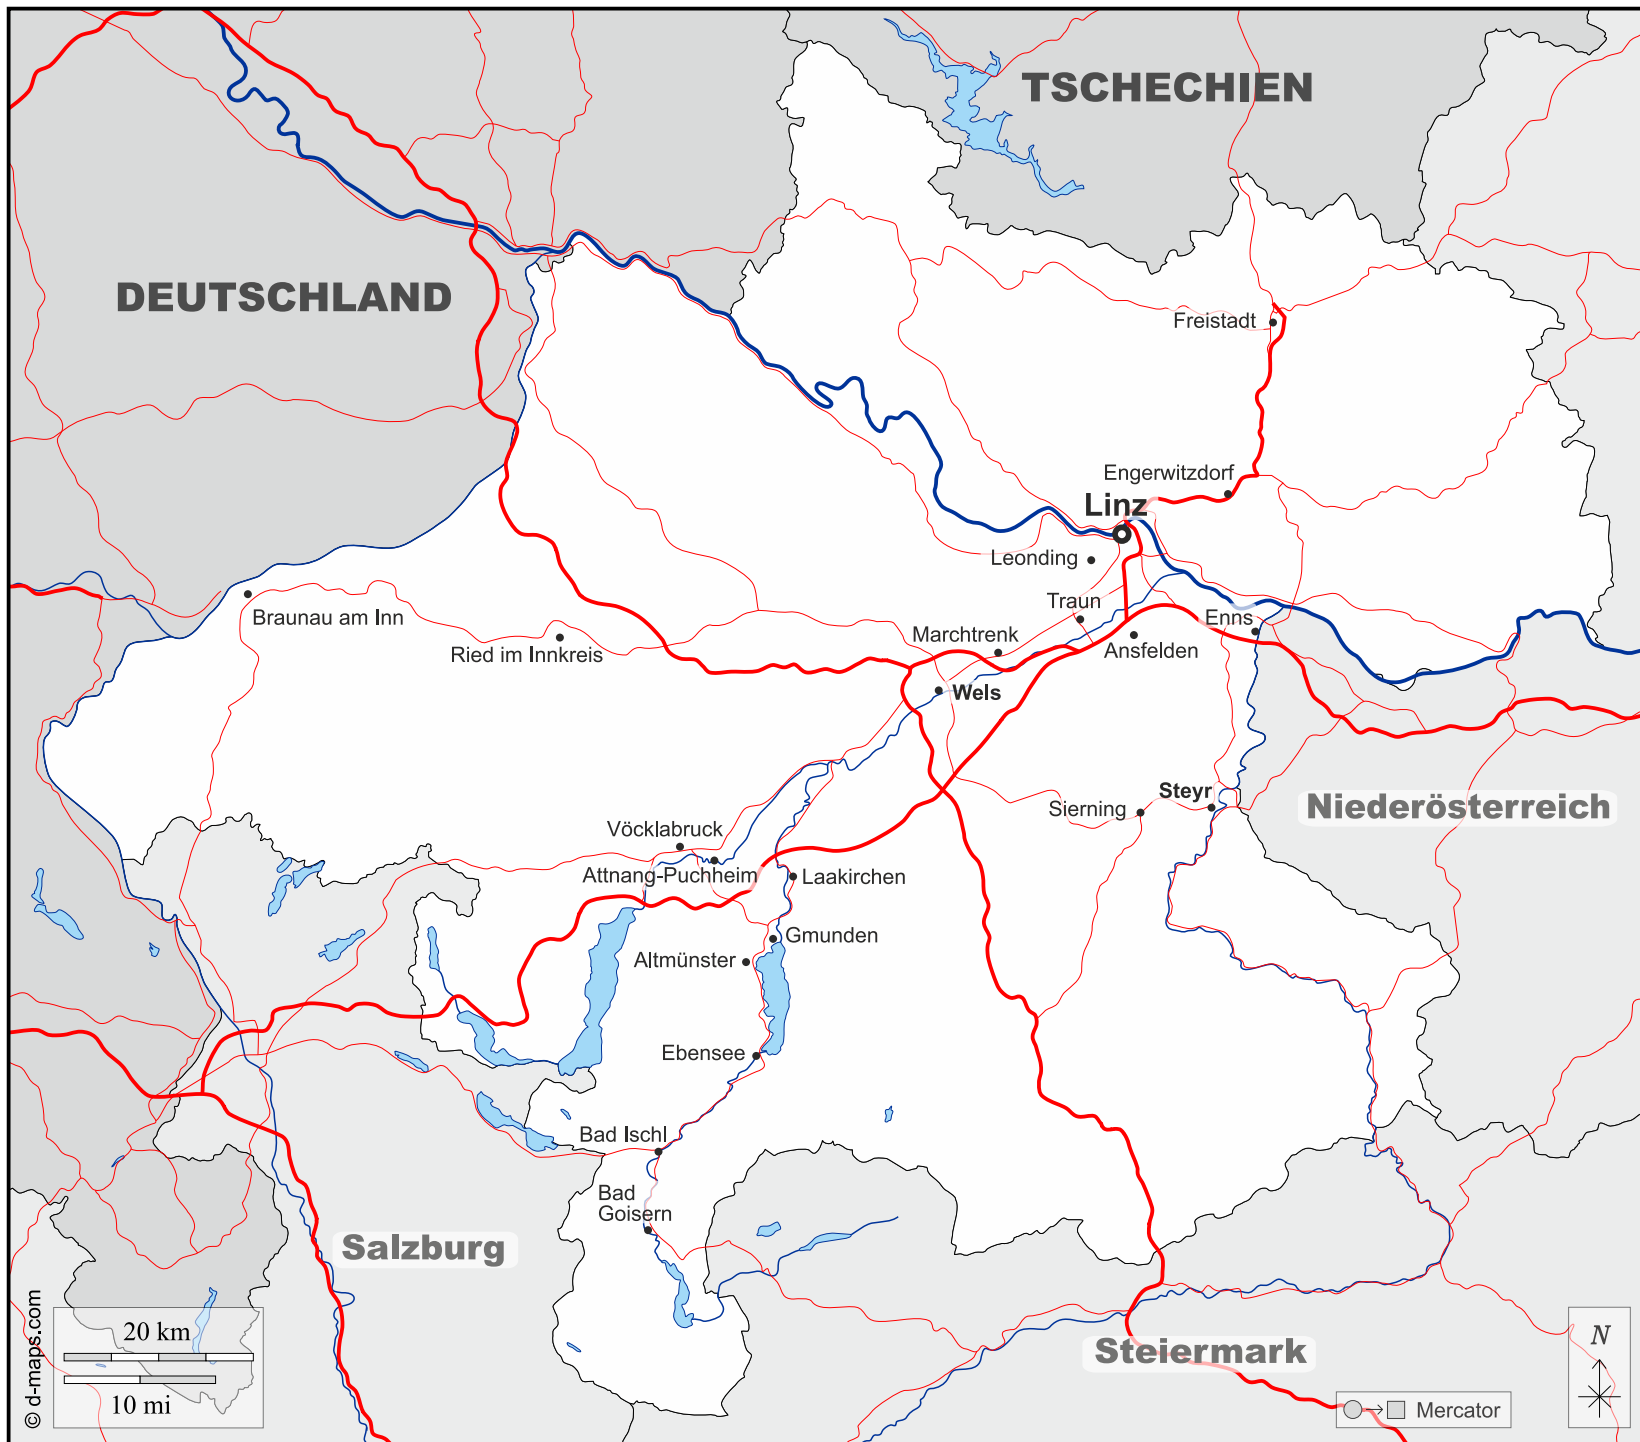 TSCHECHIEN
DEUTSCHLAND
Freistadt
Engerwitzdorf
Linz
Leonding
Braunau am Inn
Traun
Enns
Marchtrenk
Ansfelden
Ried im Innkreis
Wels
Steyr
Sierning
Niederösterreich
Vöcklabruck
Attnang-Puchheim
Laakirchen
Gmunden
Altmünster
Ebensee
Bad Ischl
Bad
Goisern
Salzburg
Steiermark
© d-maps.com
20 km
10 mi
N
Mercator